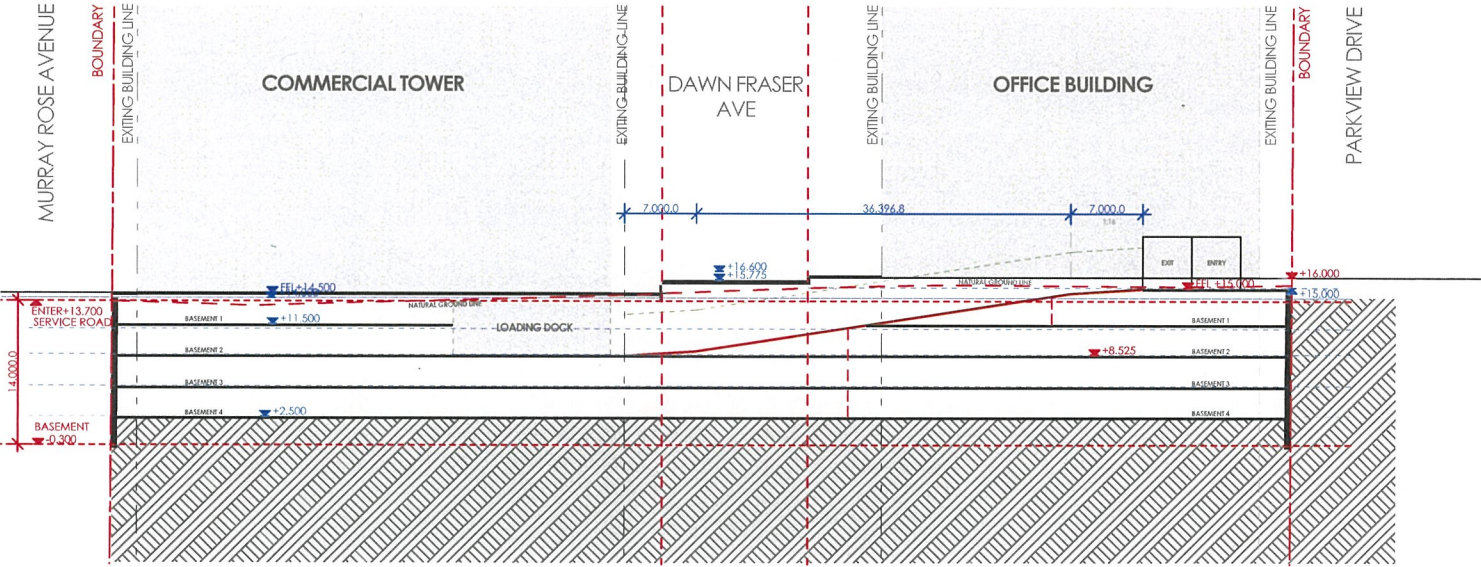 MURRAY ROSE AVENUE
BOUNDARY
EXITING BUILDING LINE
COMMERCIAL TOWER
EXITING BUILDING LINE
DAWN FRASER
AVE
EXITING BUILDING LINE
OFFICE BUILDING
EXITING BUILDING LINE
BOUNDARY
PARKVIEW DRIVE
7,000.0
36,396.8
7,000.0
1:16
+16.600
+15.775
EXIT
ENTRY
+16.000
FFL+14.500
NATURAL GROUND LINE
NATURAL GROUND LINE
FFL +15.000
+15.000
ENTER+13.700
SERVICE ROAD
BASEMENT 1
+11.500
LOADING DOCK
BASEMENT 1
BASEMENT 2
+8.525
BASEMENT 2
14,000.0
BASEMENT 3
BASEMENT 3
BASEMENT 4
+2.500
BASEMENT 4
BASEMENT
-0.300